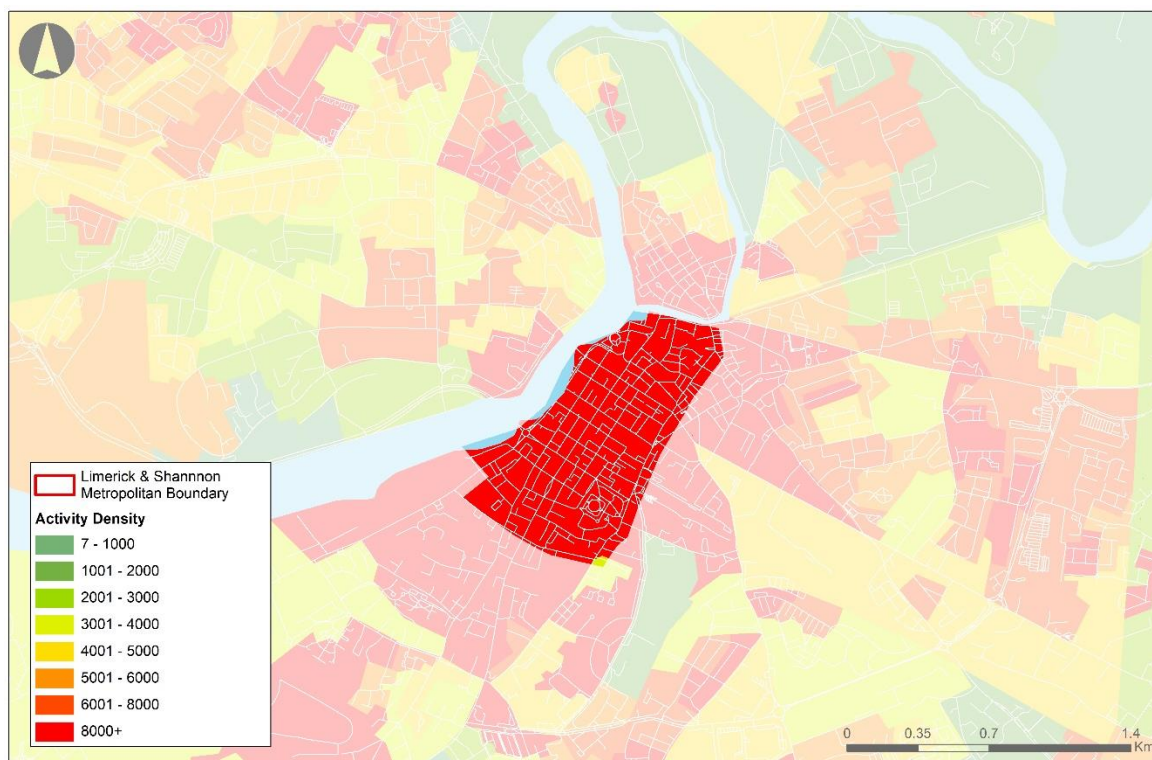 Limerick & Shannnon
Metropolitan Boundary
Activity Density
7 - 1000
1001 - 2000
2001 - 3000
3001 - 4000
4001 - 5000
5001 - 6000
6001 - 8000
8000+
0 0.35 0.7 1.4
Km